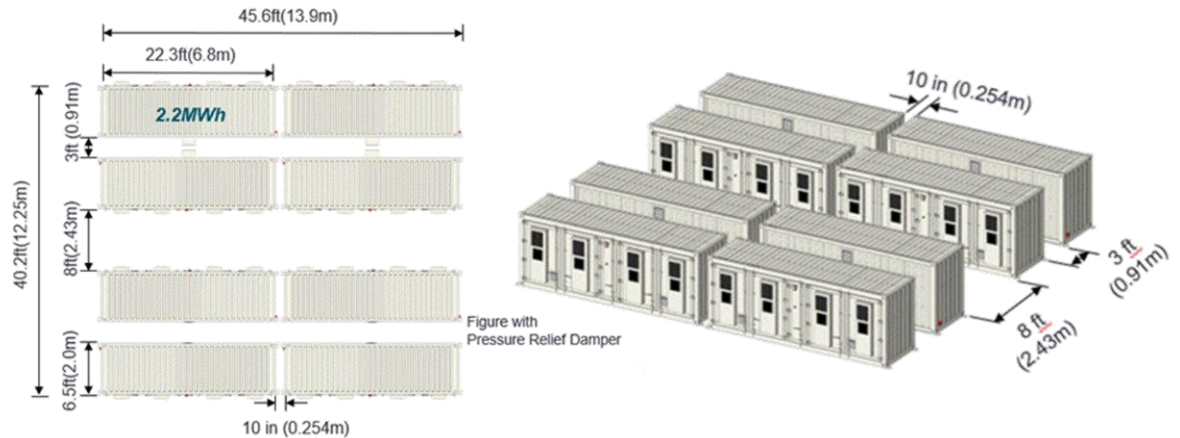 45.6ft(13.9m)
22.3ft(6.8m)
2.2MWh
3ft (0.91m)
40.2ft(12.25m)
8ft(2.43m)
6.5ft(2.0m)
10 in (0.254m)
Figure with
Pressure Relief Damper
10 in (0.254m)
3 ft
(0.91m)
8 ft
(2.43m)